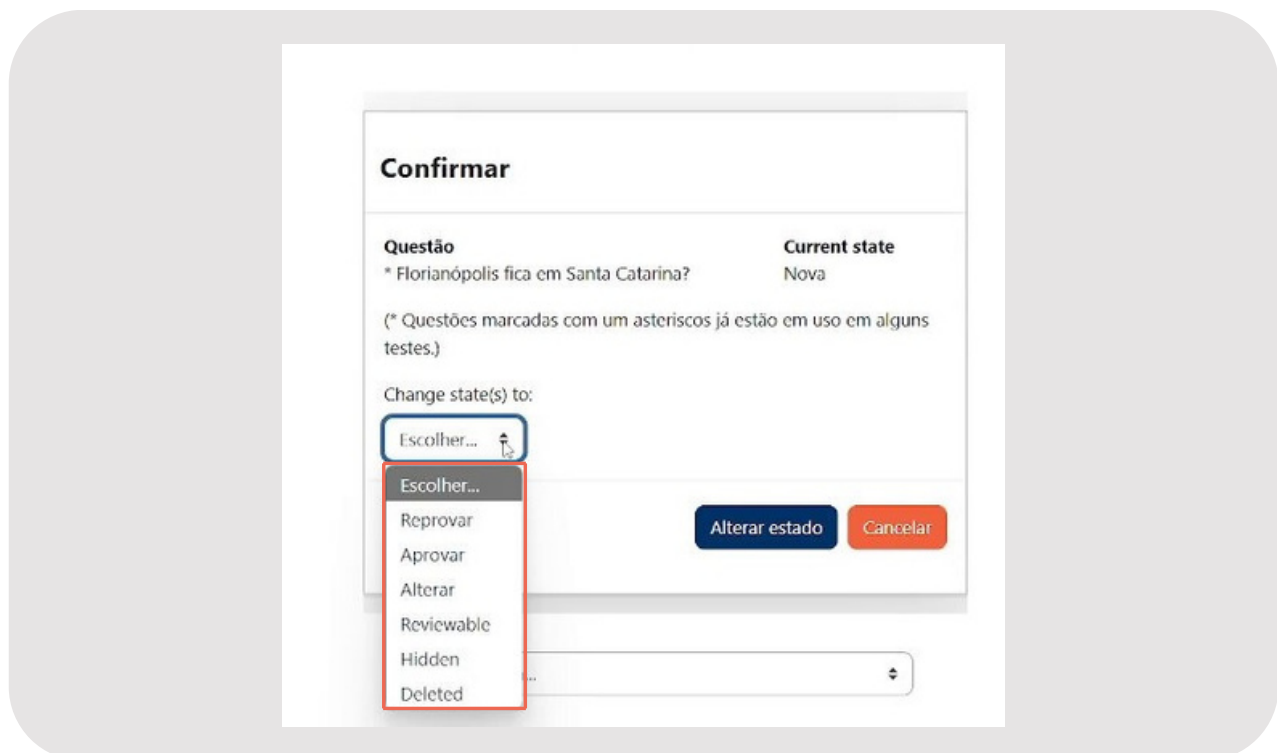 Confirmar
Questão
Current state
* Florianópolis fica em Santa Catarina?
Nova
(* Questões marcadas com um asteriscos já estão em uso em alguns
testes.)
Change state(s) to:
Escolher...
Escolher...
Reprovar
Aprovar
Alterar
Reviewable
Hidden
Deleted
Alterar estado
Cancelar
...